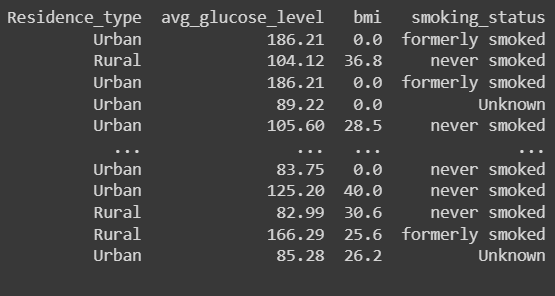 Residence_type avg_glucose_level bmi smoking_status
Urban 186.21 0.0 formerly smoked
Rural 104.12 36.8 never smoked
Urban 186.21 0.0 formerly smoked
Urban 89.22 0.0 Unknown
Urban 105.60 28.5 never smoked
... ... ... ...
Urban 83.75 0.0 never smoked
Urban 125.20 40.0 never smoked
Rural 82.99 30.6 never smoked
Rural 166.29 25.6 formerly smoked
Urban 85.28 26.2 Unknown